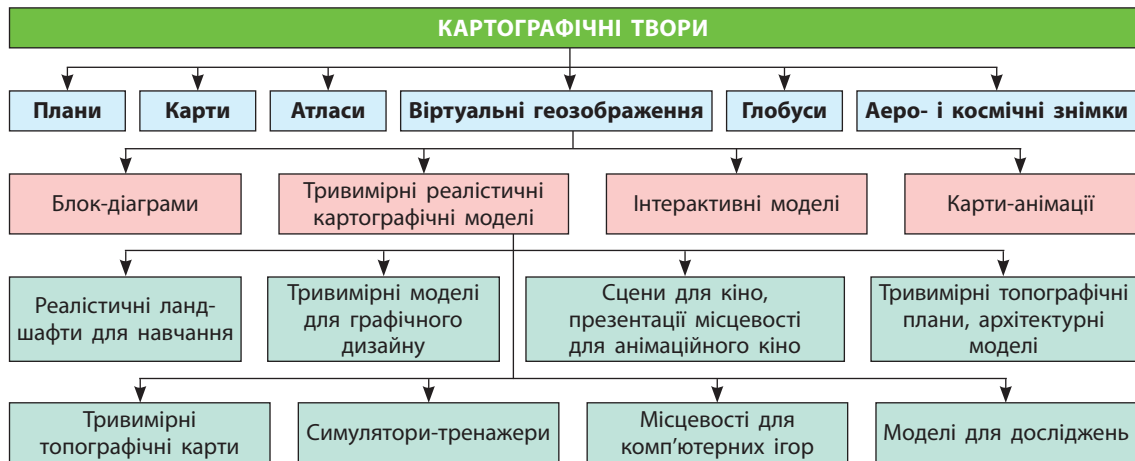 КАРТОГРАФІЧНІ ТВОРИ
Плани
Карти
Атласи
Віртуальні геозображення
Глобуси
Аеро- і космічні знімки
Блок-діаграми
Тривимірні реалістичні
картографічні моделі
Інтерактивні моделі
Карти-анімації
Реалістичні ланд-
шафти для навчання
Тривимірні моделі
для графічного
дизайну
Сцени для кіно,
презентації місцевості
для анімаційного кіно
Тривимірні топографічні
плани, архітектурні
моделі
Тривимірні
топографічні карти
Симулятори-тренажери
Місцевості для
комп'ютерних ігор
Моделі для досліджень